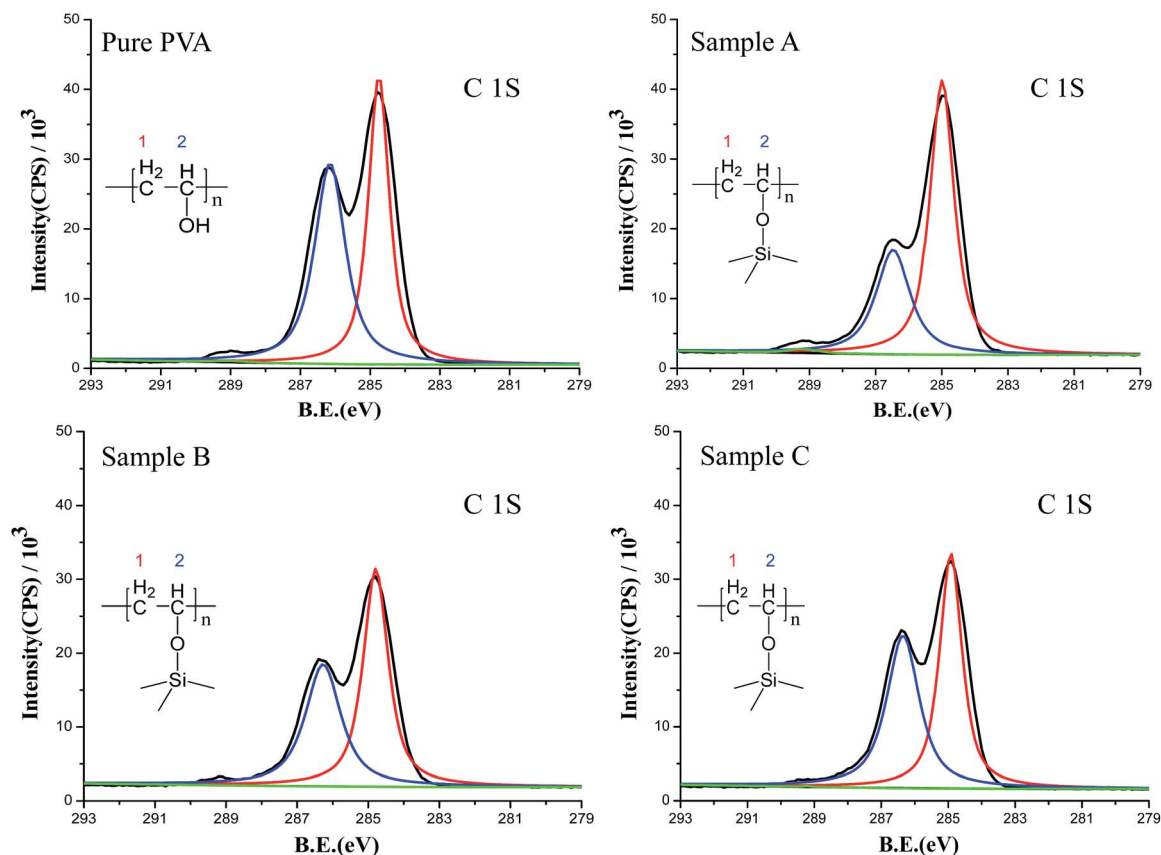 Pure PVA
C 1S
1 2
H2 H
[ C C ]n
OH
Intensity(CPS) / 10³
50
40
30
20
10
0
293 291 289 287 285 283 281 279
B.E.(eV)
Sample A
C 1S
1 2
H2 H
[ C C ]n
O
Si
Intensity(CPS) / 10³
50
40
30
20
10
0
293 291 289 287 285 283 281 279
B.E.(eV)
Sample B
C 1S
1 2
H2 H
[ C C ]n
O
Si
Intensity(CPS) / 10³
50
40
30
20
10
0
293 291 289 287 285 283 281 279
B.E.(eV)
Sample C
C 1S
1 2
H2 H
[ C C ]n
O
Si
Intensity(CPS) / 10³
50
40
30
20
10
0
293 291 289 287 285 283 281 279
B.E.(eV)